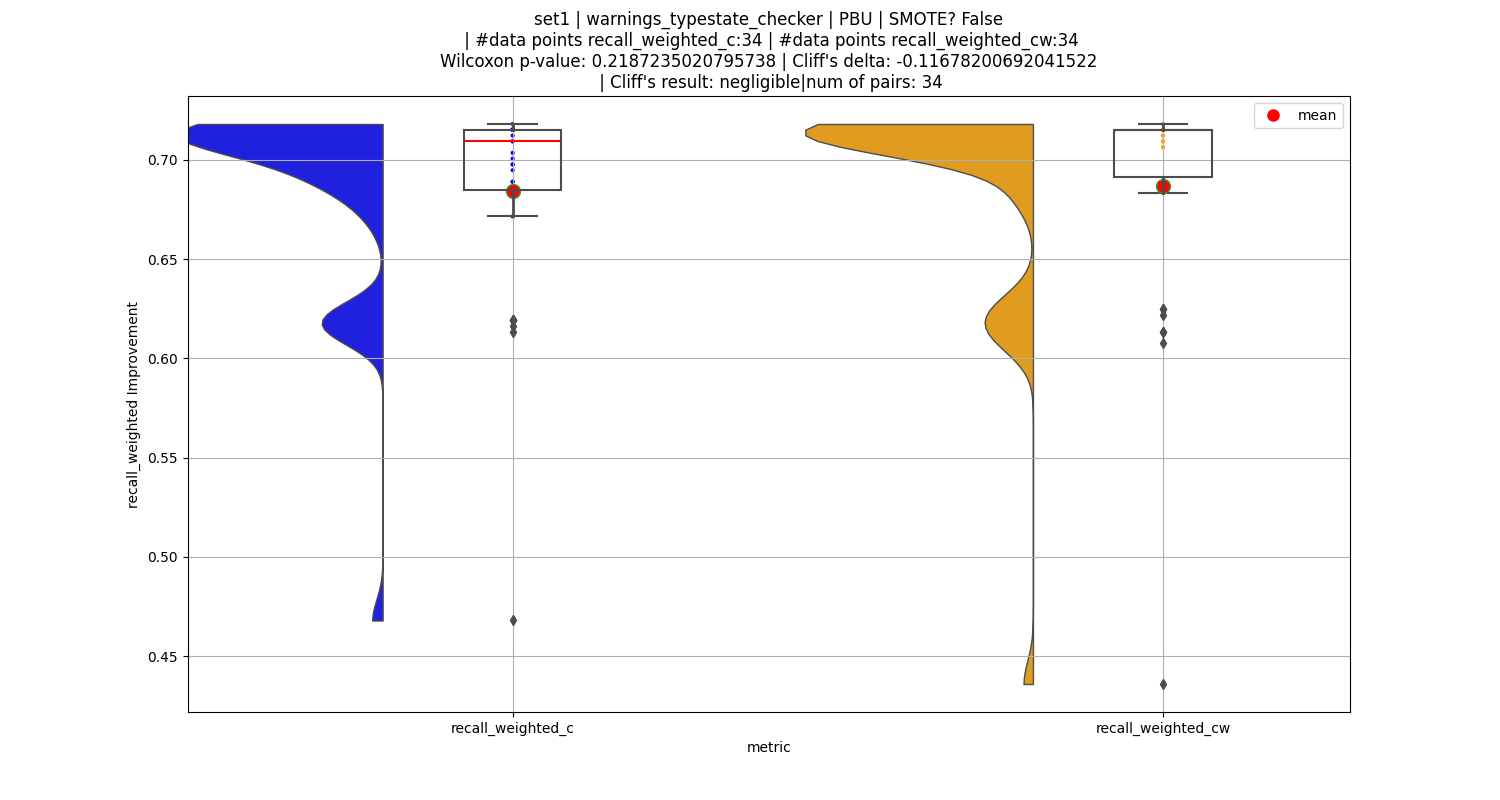 set1 | warnings_typestate_checker | PBU | SMOTE? False
| #data points recall_weighted_c:34 | #data points recall_weighted_cw:34
Wilcoxon p-value: 0.2187235020795738 | Cliff's delta: -0.11678200692041522
| Cliff's result: negligible|num of pairs: 34
mean
0.70
0.65
0.60
0.55
0.50
0.45
recall_weighted Improvement
recall_weighted_c
recall_weighted_cw
metric